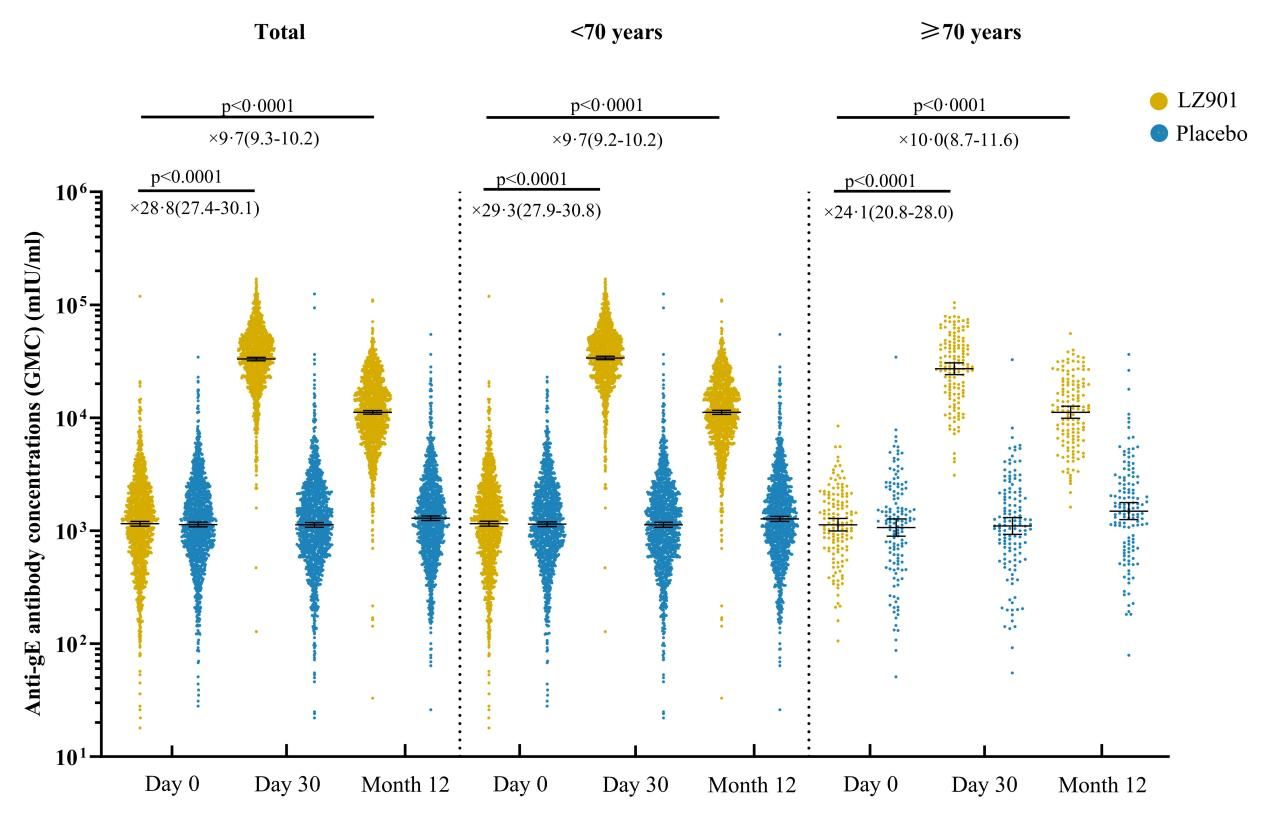 Total
<70 years
⩾70 years
p<0·0001
×9·7(9.3-10.2)
p<0.0001
×28·8(27.4-30.1)
p<0·0001
×9·7(9.2-10.2)
p<0.0001
×29·3(27.9-30.8)
p<0·0001
×10·0(8.7-11.6)
p<0.0001
×24·1(20.8-28.0)
LZ901
Placebo
Anti-gE antibody concentrations (GMC) (mIU/ml)
10⁶
10⁵
10⁴
10³
10²
10¹
Day 0
Day 30
Month 12
Day 0
Day 30
Month 12
Day 0
Day 30
Month 12